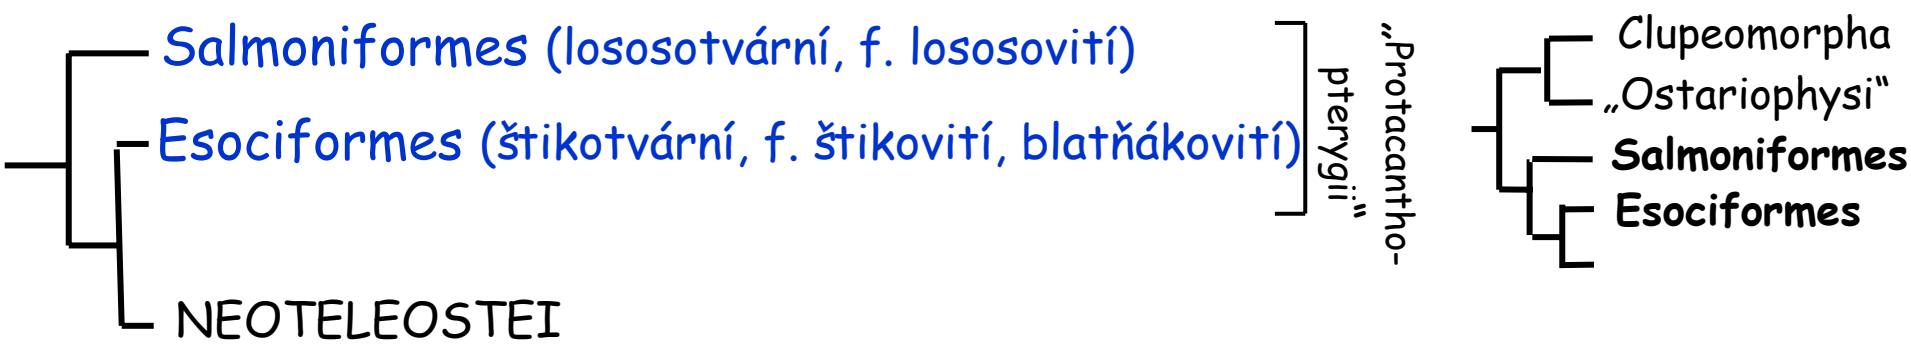 Salmoniformes (lososotvární, f. lososovití)
Esociformes (štikotvární, f. štikovití, blatňákovití)
NEOTELEOSTEI
„Protacantho-
pterygii“
Clupeomorpha
„Ostariophysi“
Salmoniformes
Esociformes